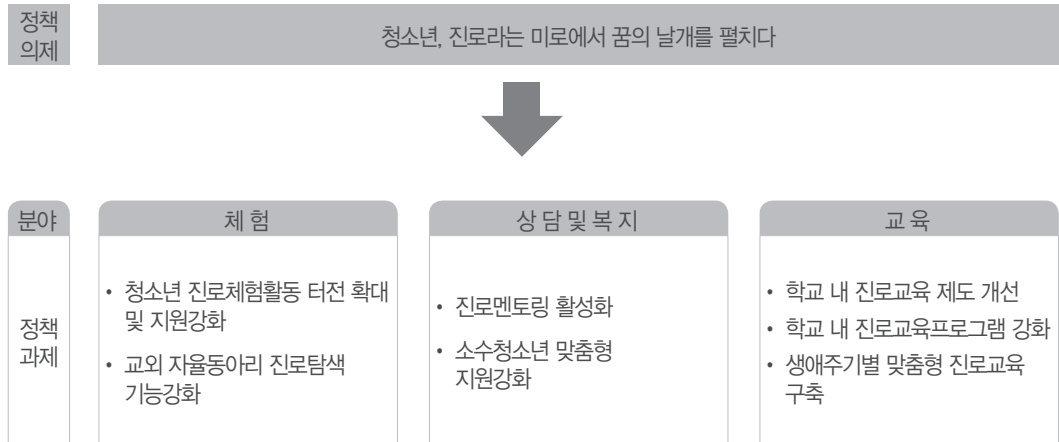 정책
의제
청소년, 진로라는 미로에서 꿈의 날개를 펼치다
분야
체 험
상 담 및 복 지
교 육
정책
과제
• 청소년 진로체험활동 터전 확대
및 지원강화
• 교외 자율동아리 진로탐색
기능강화
• 진로멘토링 활성화
• 소수청소년 맞춤형
지원강화
• 학교 내 진로교육 제도 개선
• 학교 내 진로교육프로그램 강화
• 생애주기별 맞춤형 진로교육
구축